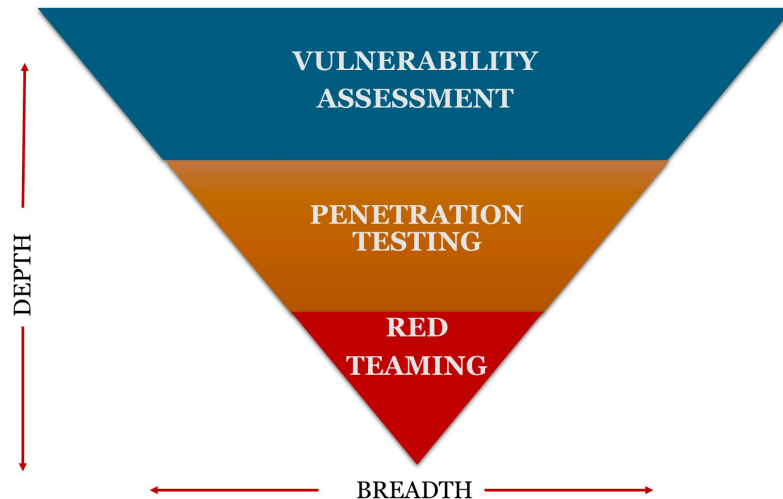 VULNERABILITY
ASSESSMENT
PENETRATION
TESTING
RED
TEAMING
DEPTH
BREADTH